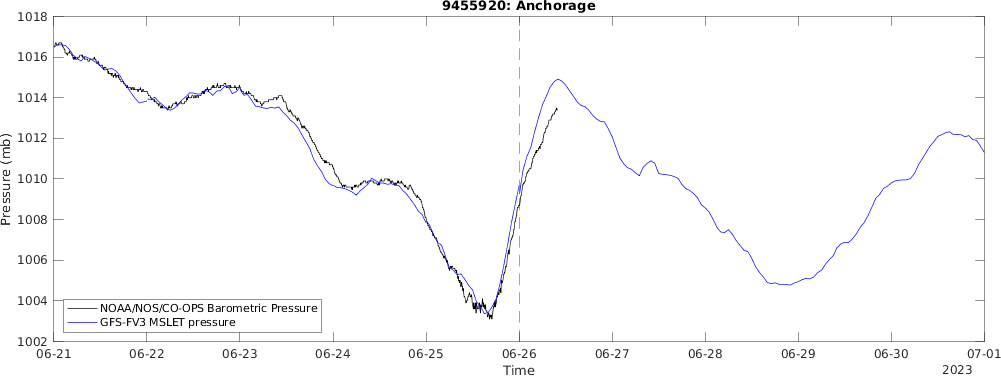 9455920: Anchorage
1018
1016
1014
1012
1010
1008
1006
1004
1002
Pressure (mb)
NOAA/NOS/CO-OPS Barometric Pressure
GFS-FV3 MSLET pressure
06-21 06-22 06-23 06-24 06-25 06-26 06-27 06-28 06-29 06-30 07-01
Time
2023